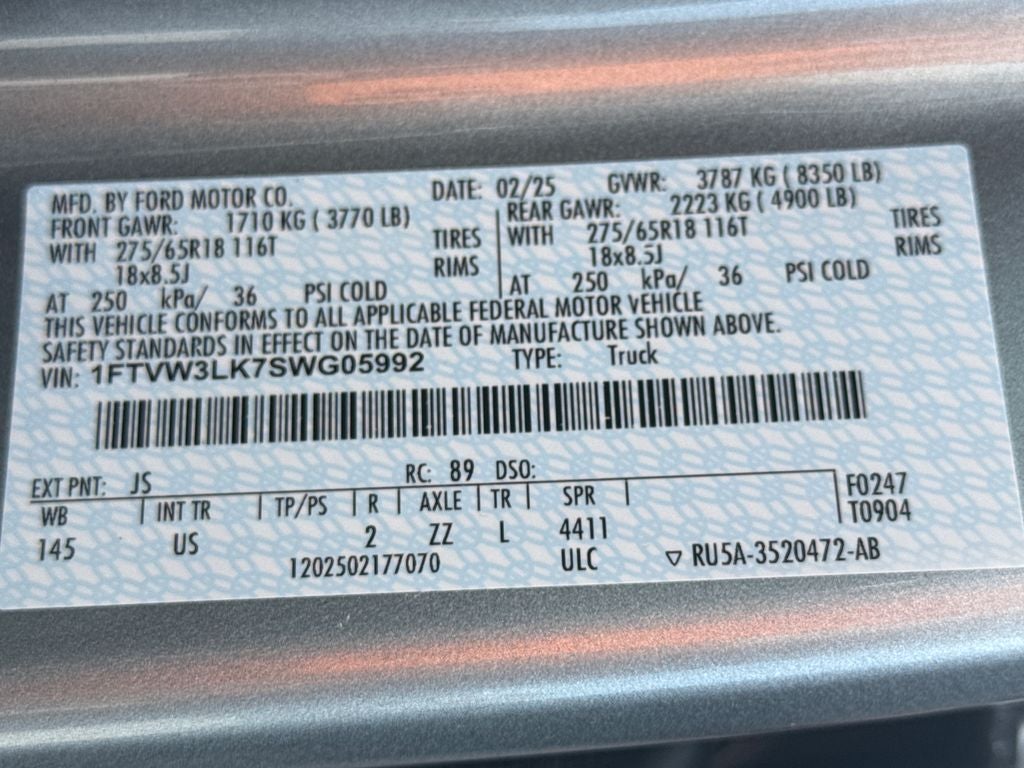 MFD. BY FORD MOTOR CO. DATE: 02/25 GVWR: 3787 KG ( 8350 LB)
FRONT GAWR: 1710 KG ( 3770 LB) REAR GAWR: 2223 KG ( 4900 LB)
WITH 275/65R18 116T TIRES WITH 275/65R18 116T TIRES
18x8.5J RIMS 18x8.5J RIMS
AT 250 kPa/ 36 PSI COLD AT 250 kPa/ 36 PSI COLD
THIS VEHICLE CONFORMS TO ALL APPLICABLE FEDERAL MOTOR VEHICLE
SAFETY STANDARDS IN EFFECT ON THE DATE OF MANUFACTURE SHOWN ABOVE.
VIN: 1FTVW3LK7SWG05992 TYPE: Truck
EXT PNT: JS RC: 89 DSO:
WB INT TR TP/PS R AXLE TR SPR F0247
145 US 2 ZZ L 4411 T0904
1202502177070 ULC ▽ RU5A-3520472-AB